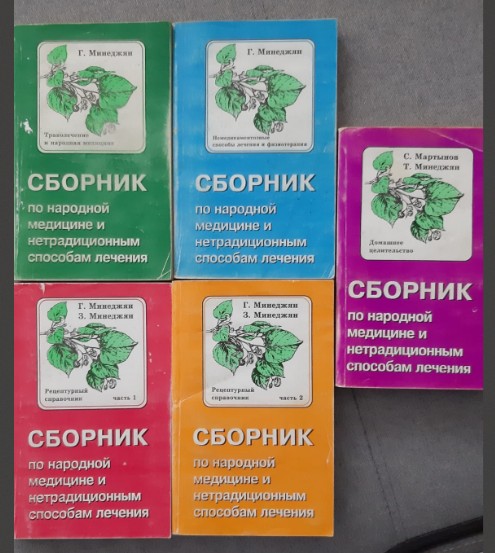 Г. Минеджян
Траволечение
и народная медицина
СБОРНИК
по народной
медицине и
нетрадиционным
способам лечения
Г. Минеджян
Немедикаментозные
способы лечения и физиотерапия
СБОРНИК
по народной
медицине и
нетрадиционным
способам лечения
С. Мартынов
Т. Минеджян
Домашнее
целительство
СБОРНИК
по народной
медицине и
нетрадиционным
способам лечения
Г. Минеджян
З. Минеджян
Рецептурный
справочник часть 1
СБОРНИК
по народной
медицине и
нетрадиционным
способам лечения
Г. Минеджян
З. Минеджян
Рецептурный
справочник часть 2
СБОРНИК
по народной
медицине и
нетрадиционным
способам лечения